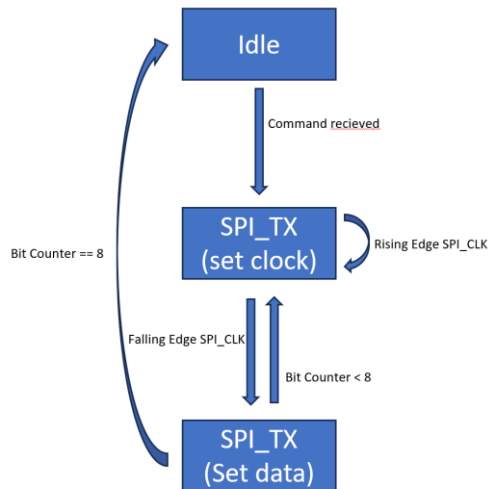 Idle
Command recieved
SPI_TX
(set clock)
Rising Edge SPI_CLK
Bit Counter == 8
Falling Edge SPI_CLK
Bit Counter < 8
SPI_TX
(Set data)